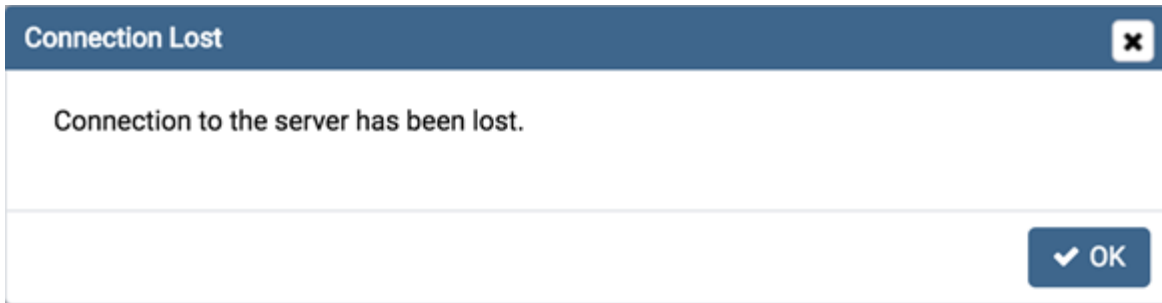 Connection Lost
Connection to the server has been lost.
OK